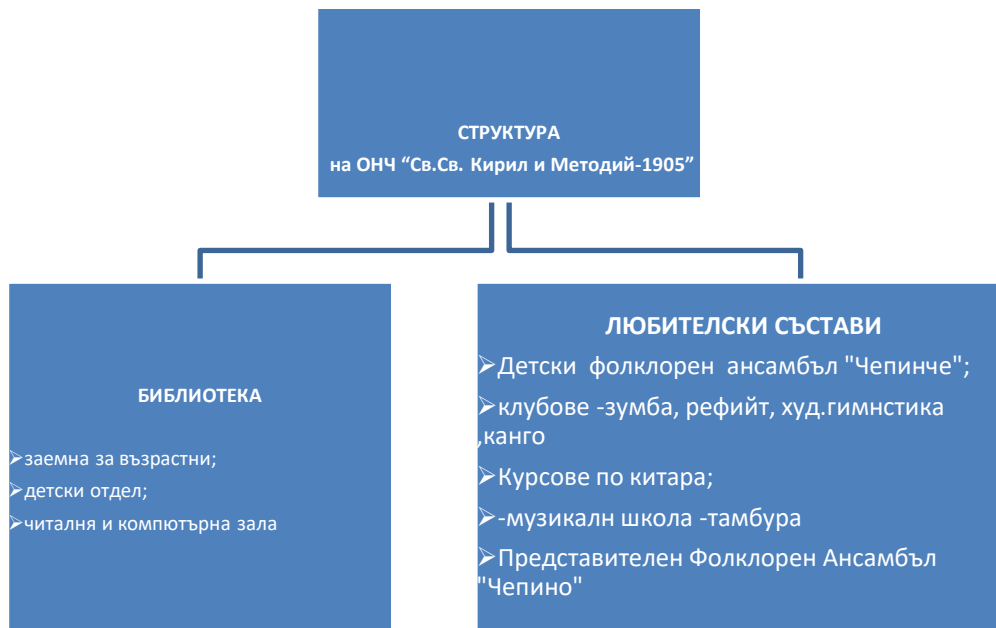 СТРУКТУРА
на ОНЧ “Св.Св. Кирил и Методий-1905”
БИБЛИОТЕКА
➢заемна за възрастни;
➢детски отдел;
➢читалня и компютърна зала
ЛЮБИТЕЛСКИ СЪСТАВИ
➢Детски фолклорен ансамбъл "Чепинче";
➢клубове -зумба, рефийт, худ.гимнстика
,канго
➢Курсове по китара;
➢-музикалн школа -тамбура
➢Представителен Фолклорен Ансамбъл
"Чепино"